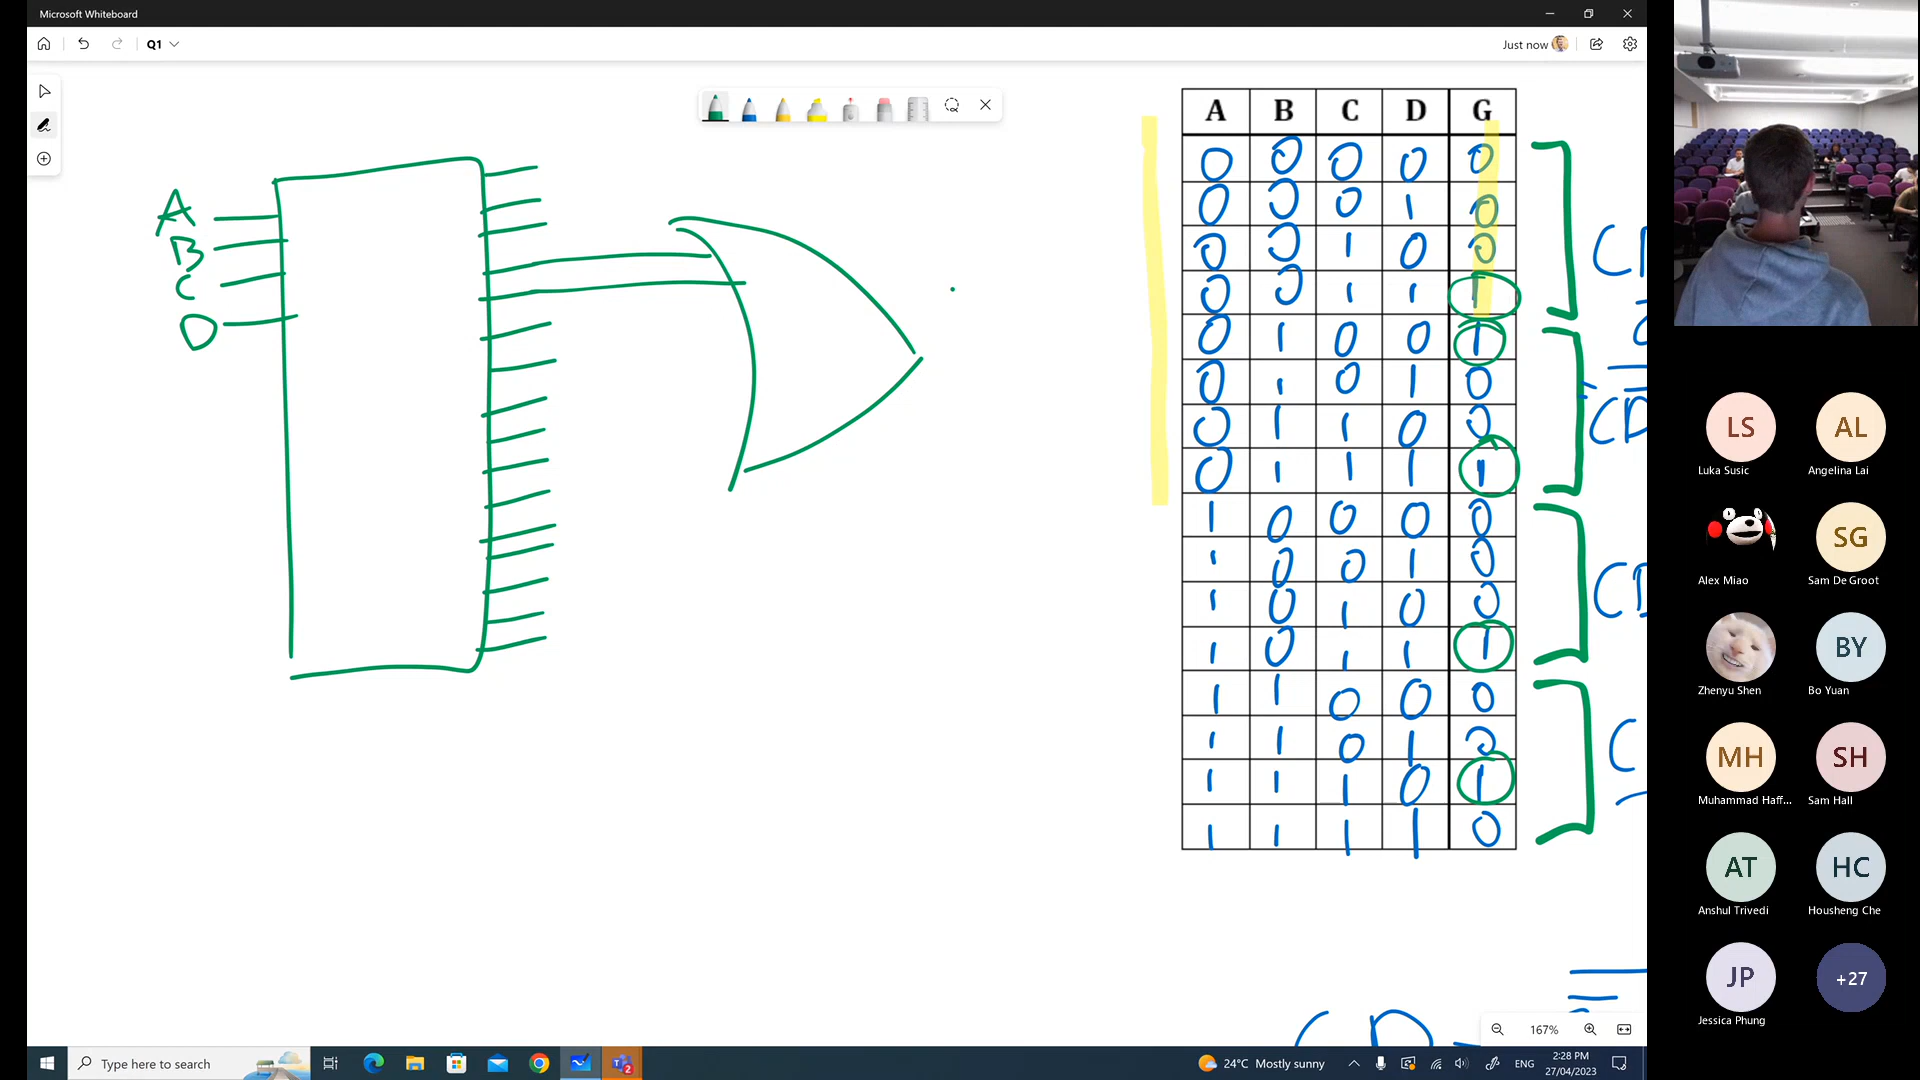 Microsoft Whiteboard
Q1
Just now
A
B
C
D
A B C D G
0 0 0 0 0
0 0 0 1 0
0 0 1 0 0
0 0 1 1 1
0 1 0 0 1
0 1 0 1 0
0 1 1 0 0
0 1 1 1 1
1 0 0 0 0
1 0 0 1 0
1 0 1 0 0
1 0 1 1 1
1 1 0 0 0
1 1 0 1 0
1 1 1 0 1
1 1 1 1 0
CD
C
CD
167%
LS
Luka Susic
AL
Angelina Lai
Alex Miao
SG
Sam De Groot
Zhenyu Shen
BY
Bo Yuan
MH
Muhammad Haff...
SH
Sam Hall
AT
Anshul Trivedi
HC
Housheng Che
JP
Jessica Phung
+27
Type here to search
2
24°C Mostly sunny
ENG
2:28 PM
27/04/2023